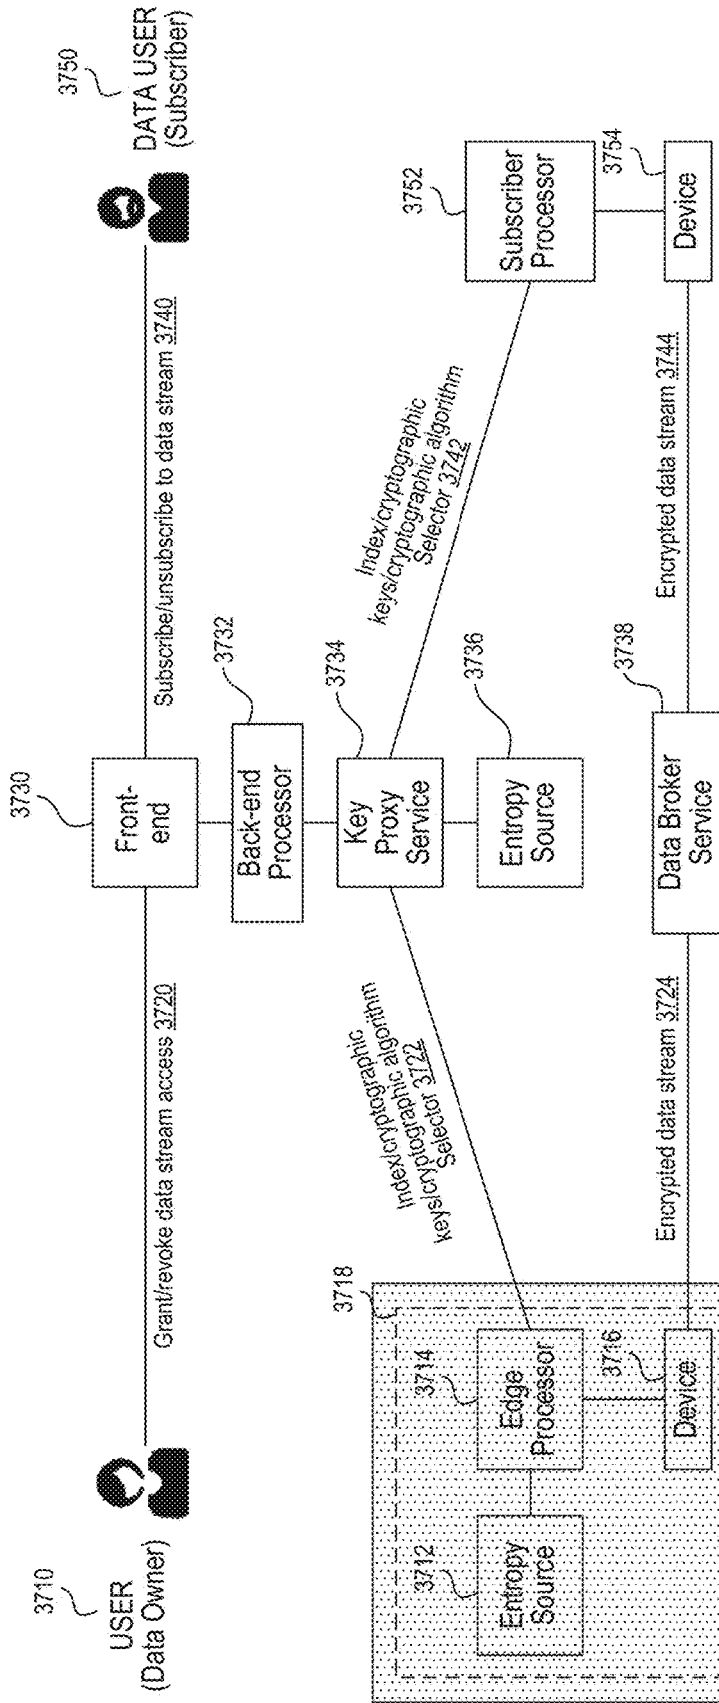 3710
USER
(Data Owner)
Grant/revoke data stream access 3720
3730
Front-
end
Subscribe/unsubscribe to data stream 3740
3750
DATA USER
(Subscriber)
3732
Back-end
Processor
3734
Key
Proxy
Service
3736
Entropy
Source
Index/cryptographic
keys/cryptographic algorithm
Selector 3722
Index/cryptographic
keys/cryptographic algorithm
Selector 3742
3718
3712
Entropy
Source
3714
Edge
Processor
3716
Device
Encrypted data stream 3724
3738
Data Broker
Service
Encrypted data stream 3744
3752
Subscriber
Processor
3754
Device